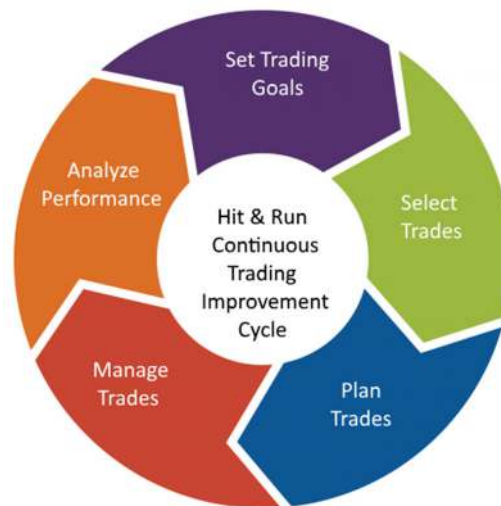 Set Trading
Goals
Select
Trades
Plan
Trades
Manage
Trades
Analyze
Performance
Hit & Run
Continuous
Trading
Improvement
Cycle